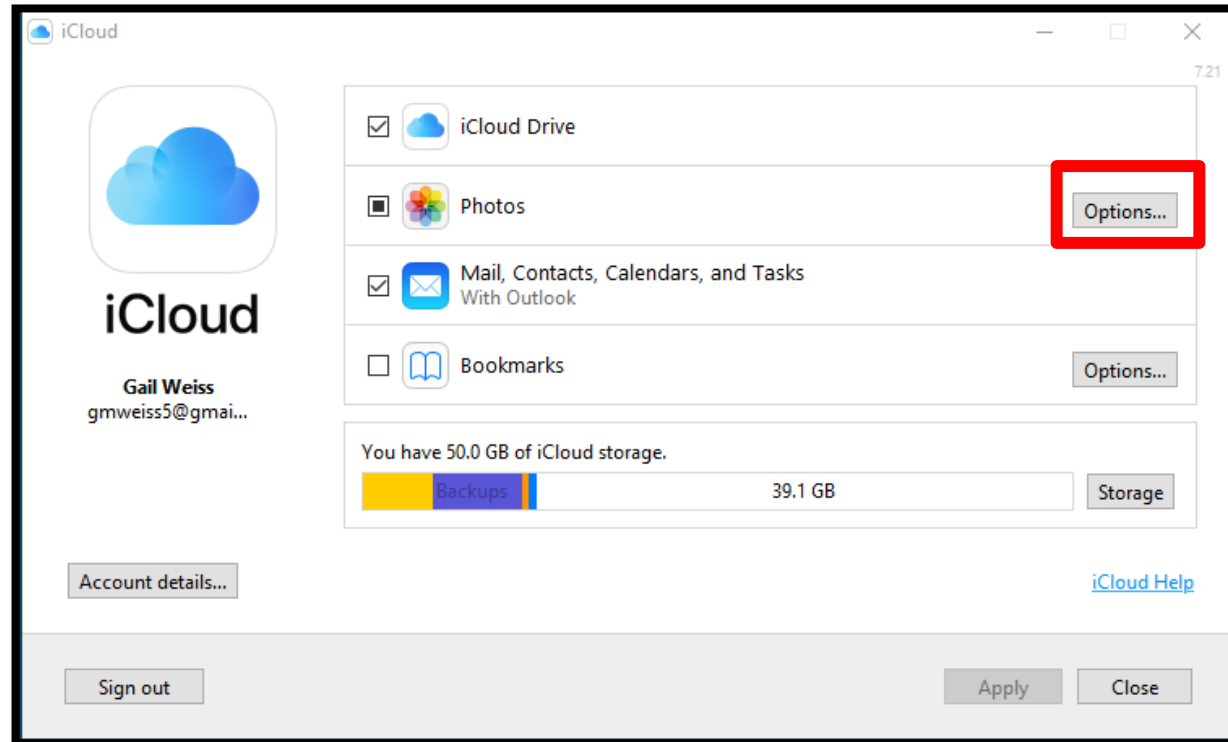 iCloud
7.21
iCloud Drive
Photos
Options...
Mail, Contacts, Calendars, and Tasks
With Outlook
Bookmarks
Options...
iCloud
Gail Weiss
gmweiss5@gmai...
You have 50.0 GB of iCloud storage.
Backups
39.1 GB
Storage
Account details...
iCloud Help
Sign out
Apply
Close